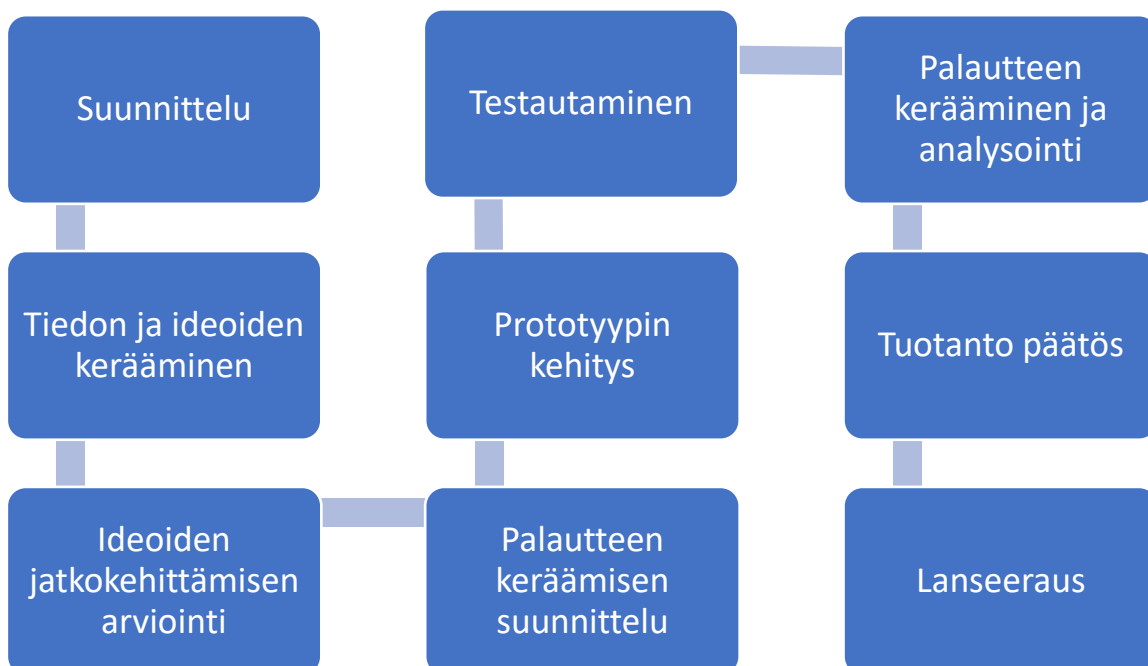 Suunnittelu
Tiedon ja ideoiden
kerääminen
Ideoiden
jatkokehittämisen
arviointi
Palautteen
keräämisen
suunnittelu
Prototyypin
kehitys
Testautaminen
Palautteen
kerääminen ja
analysointi
Tuotanto päätös
Lanseeraus